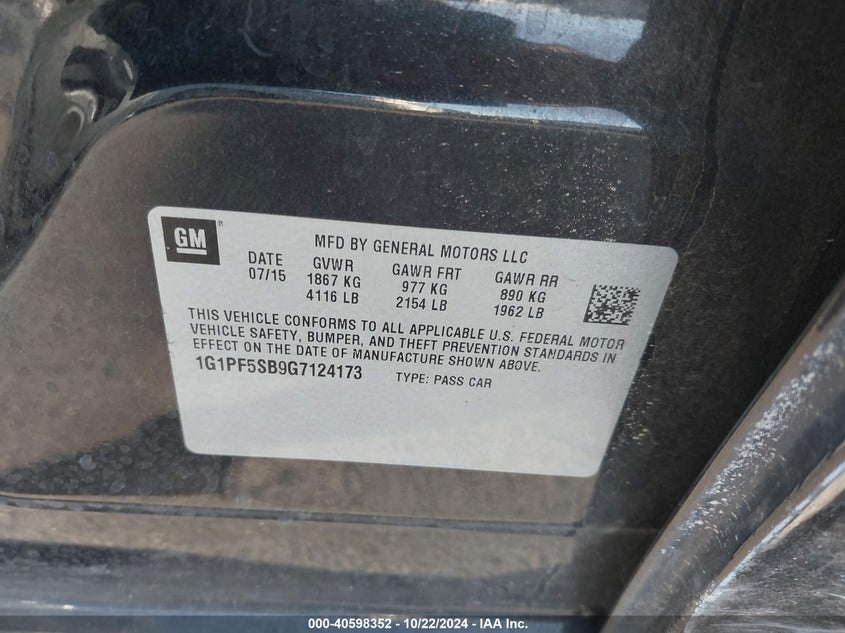 GM ®
MFD BY GENERAL MOTORS LLC
DATE GVWR GAWR FRT GAWR RR
07/15 1867 KG 977 KG 890 KG
4116 LB 2154 LB 1962 LB
THIS VEHICLE CONFORMS TO ALL APPLICABLE U.S. FEDERAL MOTOR
VEHICLE SAFETY, BUMPER, AND THEFT PREVENTION STANDARDS IN
EFFECT ON THE DATE OF MANUFACTURE SHOWN ABOVE.
1G1PF5SB9G7124173 TYPE: PASS CAR
000-40598352 / 10/22/2024 - IAA Inc.